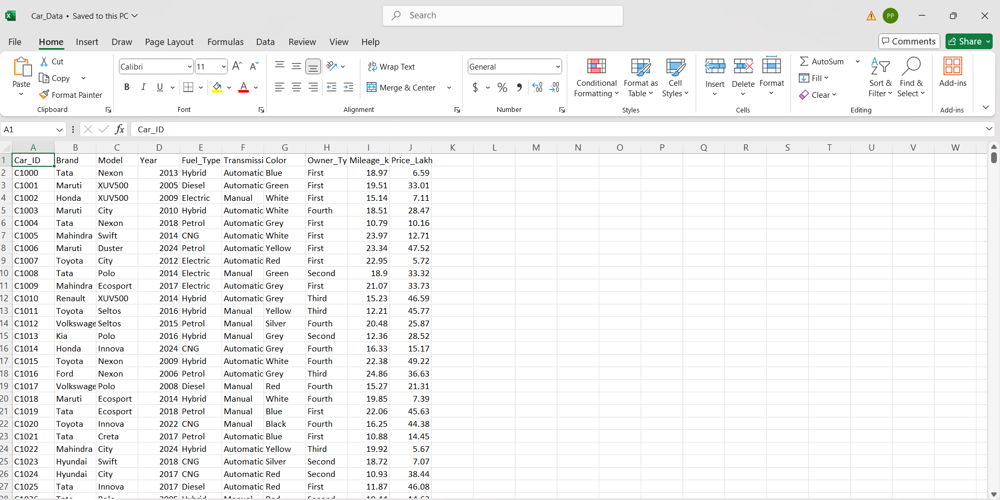 Car_Data • Saved to this PC
Search
PP
File Home Insert Draw Page Layout Formulas Data Review View Help
Comments Share
Paste
Cut
Copy
Format Painter
Clipboard
Calibri 11
B I U A
Font
Wrap Text
Merge & Center
Alignment
General
$ %
Number
Conditional Formatting
Format as Table
Cell Styles
Styles
Insert Delete Format
Cells
AutoSum
Fill
Clear
Sort & Filter
Find & Select
Editing
Add-ins
Add-ins
A1 fx Car_ID
A B C D E F G H I J K L M N O P Q R S T U V W
1 Car_ID Brand Model Year Fuel_Type Transmissi Color Owner_Ty Mileage_k Price_Lakh
2 C1000 Tata Nexon 2013 Hybrid Automatic Blue First 18.97 6.59
3 C1001 Maruti XUV500 2005 Diesel Automatic Green First 19.51 33.01
4 C1002 Honda XUV500 2009 Electric Manual White First 15.14 7.11
5 C1003 Maruti City 2010 Hybrid Automatic White Fourth 18.51 28.47
6 C1004 Tata Nexon 2018 Petrol Automatic Grey First 10.79 10.16
7 C1005 Mahindra Swift 2014 CNG Automatic White First 23.97 12.71
8 C1006 Maruti Duster 2024 Petrol Automatic Yellow First 23.34 47.52
9 C1007 Toyota City 2012 Electric Automatic Red First 22.95 5.72
10 C1008 Tata Polo 2014 Electric Manual Green Second 18.9 33.32
11 C1009 Mahindra Ecosport 2017 Electric Automatic Grey First 21.07 33.73
12 C1010 Renault XUV500 2014 Hybrid Automatic Grey Third 15.23 46.59
13 C1011 Toyota Seltos 2016 Hybrid Manual Yellow Third 12.21 45.77
14 C1012 Volkswage Seltos 2015 Petrol Manual Silver Fourth 20.48 25.87
15 C1013 Kia Polo 2016 Hybrid Manual Grey Second 12.36 28.52
16 C1014 Honda Innova 2024 CNG Automatic Grey Fourth 16.33 15.17
17 C1015 Toyota Nexon 2009 Hybrid Automatic White Fourth 22.38 49.22
18 C1016 Ford Nexon 2006 Petrol Automatic Grey Third 24.86 36.63
19 C1017 Volkswage Polo 2008 Diesel Manual Red Fourth 15.27 21.31
20 C1018 Maruti Ecosport 2014 Hybrid Manual White Fourth 19.85 7.39
21 C1019 Tata Ecosport 2018 Petrol Manual Blue First 22.06 45.63
22 C1020 Toyota Innova 2022 CNG Manual Black Fourth 16.25 44.38
23 C1021 Tata Creta 2017 Petrol Automatic Blue First 10.88 14.45
24 C1022 Mahindra City 2024 Hybrid Automatic Yellow Third 19.92 5.67
25 C1023 Hyundai Swift 2018 CNG Automatic Silver Second 18.72 7.07
26 C1024 Hyundai City 2017 CNG Automatic Red Second 10.93 38.44
27 C1025 Tata Innova 2017 Diesel Automatic Red First 11.87 46.08